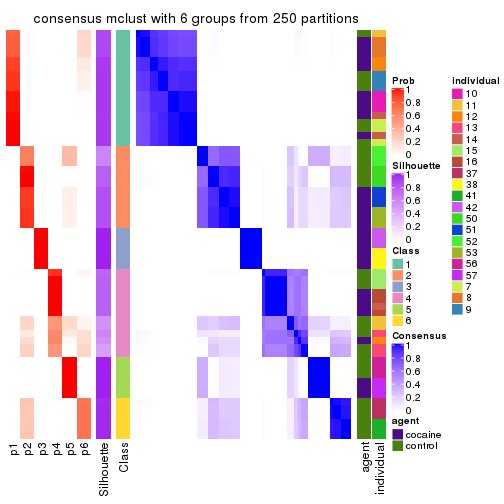 consensus mclust with 6 groups from 250 partitions
p1
p2
p3
p4
p5
p6
Silhouette
Class
agent
individual
Prob
1
0.8
0.6
0.4
0.2
0
Silhouette
1
0.8
0.6
0.4
0.2
0
Class
1
2
3
4
5
6
Consensus
1
0.8
0.6
0.4
0.2
0
agent
cocaine
control
individual
10
11
12
13
14
15
16
37
38
41
42
50
51
52
53
56
57
7
8
9